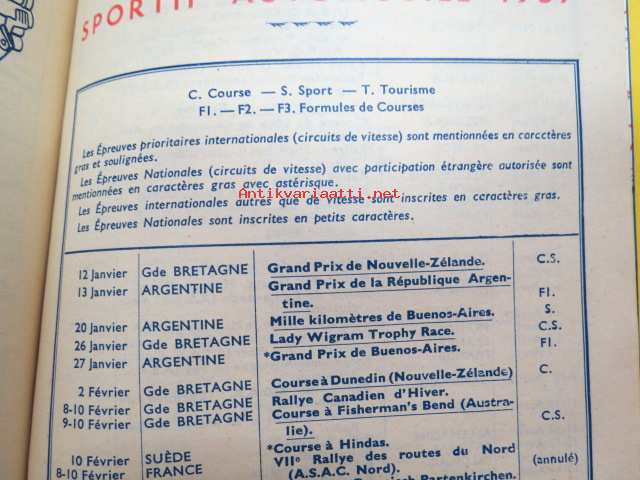 SPORTIF AUTOMOBILE 1957
C. Course — S. Sport — T. Tourisme
F1. — F2. — F3. Formules de Courses
Les Épreuves prioritaires internationales (circuits de vitesse) sont mentionnées en caractères
gras et soulignées.
Les Épreuves Nationales (circuits de vitesse) avec participation étrangère autorisée sont
mentionnées en caractères gras avec astérisque.
Antikvariaatti.net
Les Épreuves internationales autres que de vitesse sont inscrites en caractères gras.
Les Épreuves Nationales sont inscrites en petits caractères.
12 Janvier Gde BRETAGNE Grand Prix de Nouvelle-Zélande. C.S.
13 Janvier ARGENTINE Grand Prix de la République Argen-
tine. F1.
20 Janvier ARGENTINE Mille kilomètres de Buenos-Aires. S.
26 Janvier Gde BRETAGNE Lady Wigram Trophy Race. C.S.
27 Janvier ARGENTINE *Grand Prix de Buenos-Aires. F1.
2 Février Gde BRETAGNE Course à Dunedin (Nouvelle-Zélande) C.
8-10 Février Gde BRETAGNE Rallye Canadien d'Hiver.
9-10 Février Gde BRETAGNE Course à Fisherman's Bend (Austra-
lie). C.S.
10 Février SUÈDE *Course à Hindas.
8-10 Février FRANCE VIIe Rallye des routes du Nord
(A.S.A.C. Nord). (annulé)
Partenkirchen.